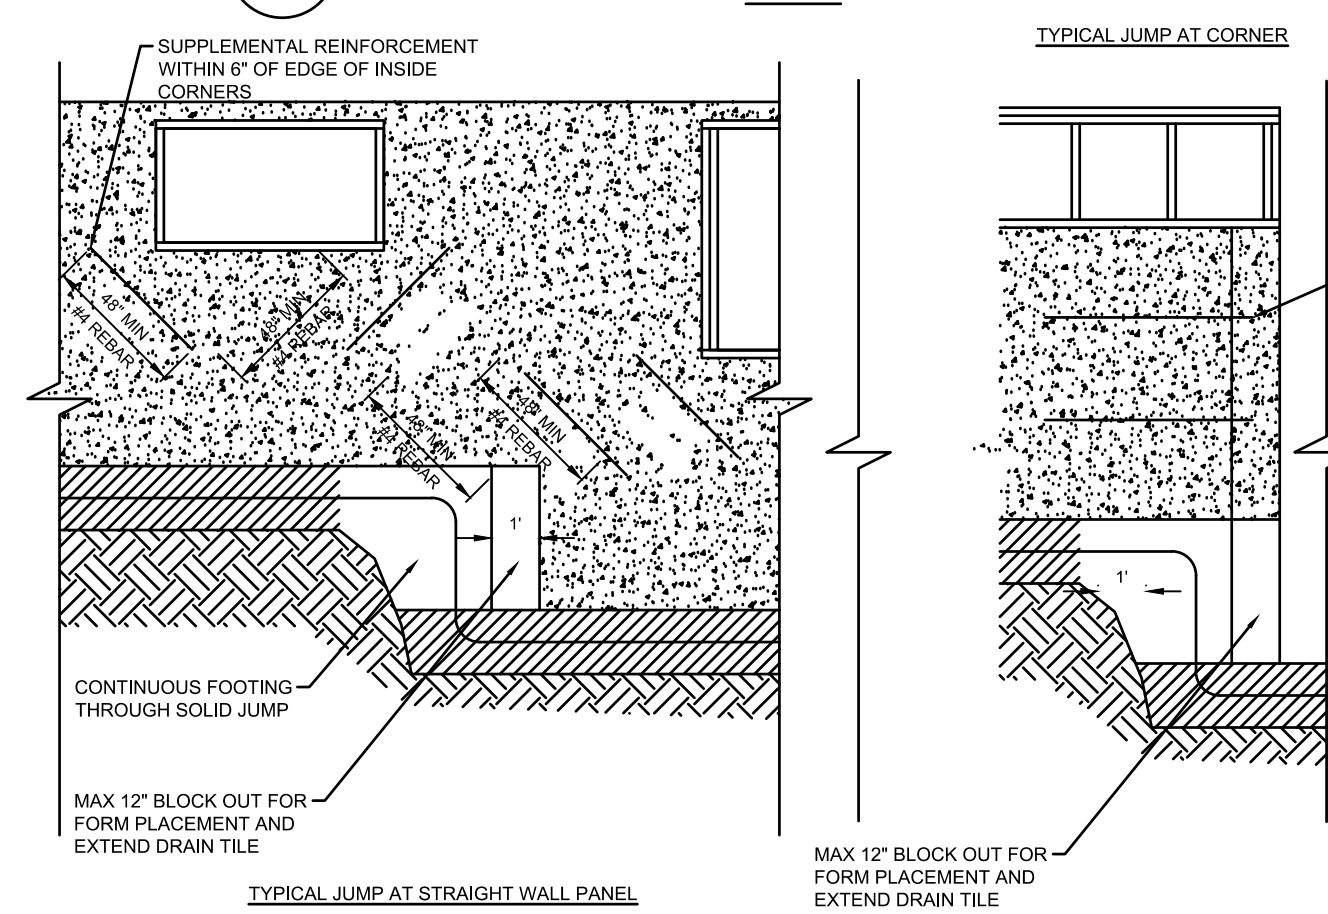 SUPPLEMENTAL REINFORCEMENT
WITHIN 6" OF EDGE OF INSIDE
CORNERS
TYPICAL JUMP AT CORNER
48" MIN
#4 REBAR
48" MIN
#4 REBAR
48" MIN
#4 REBAR
48" MIN
#4 REBAR
1'
1'
CONTINUOUS FOOTING
THROUGH SOLID JUMP
MAX 12" BLOCK OUT FOR
FORM PLACEMENT AND
EXTEND DRAIN TILE
MAX 12" BLOCK OUT FOR
FORM PLACEMENT AND
EXTEND DRAIN TILE
TYPICAL JUMP AT STRAIGHT WALL PANEL